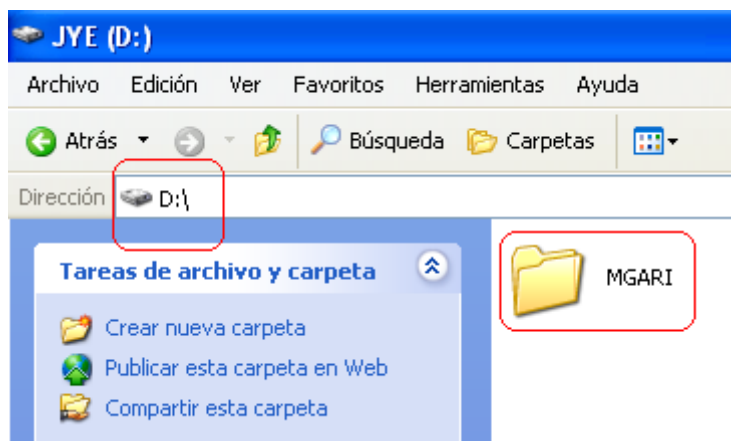 JYE (D:)
Archivo Edición Ver Favoritos Herramientas Ayuda
Atrás Búsqueda Carpetas
Dirección D:\
Tareas de archivo y carpeta
MGARI
Crear nueva carpeta
Publicar esta carpeta en Web
Compartir esta carpeta